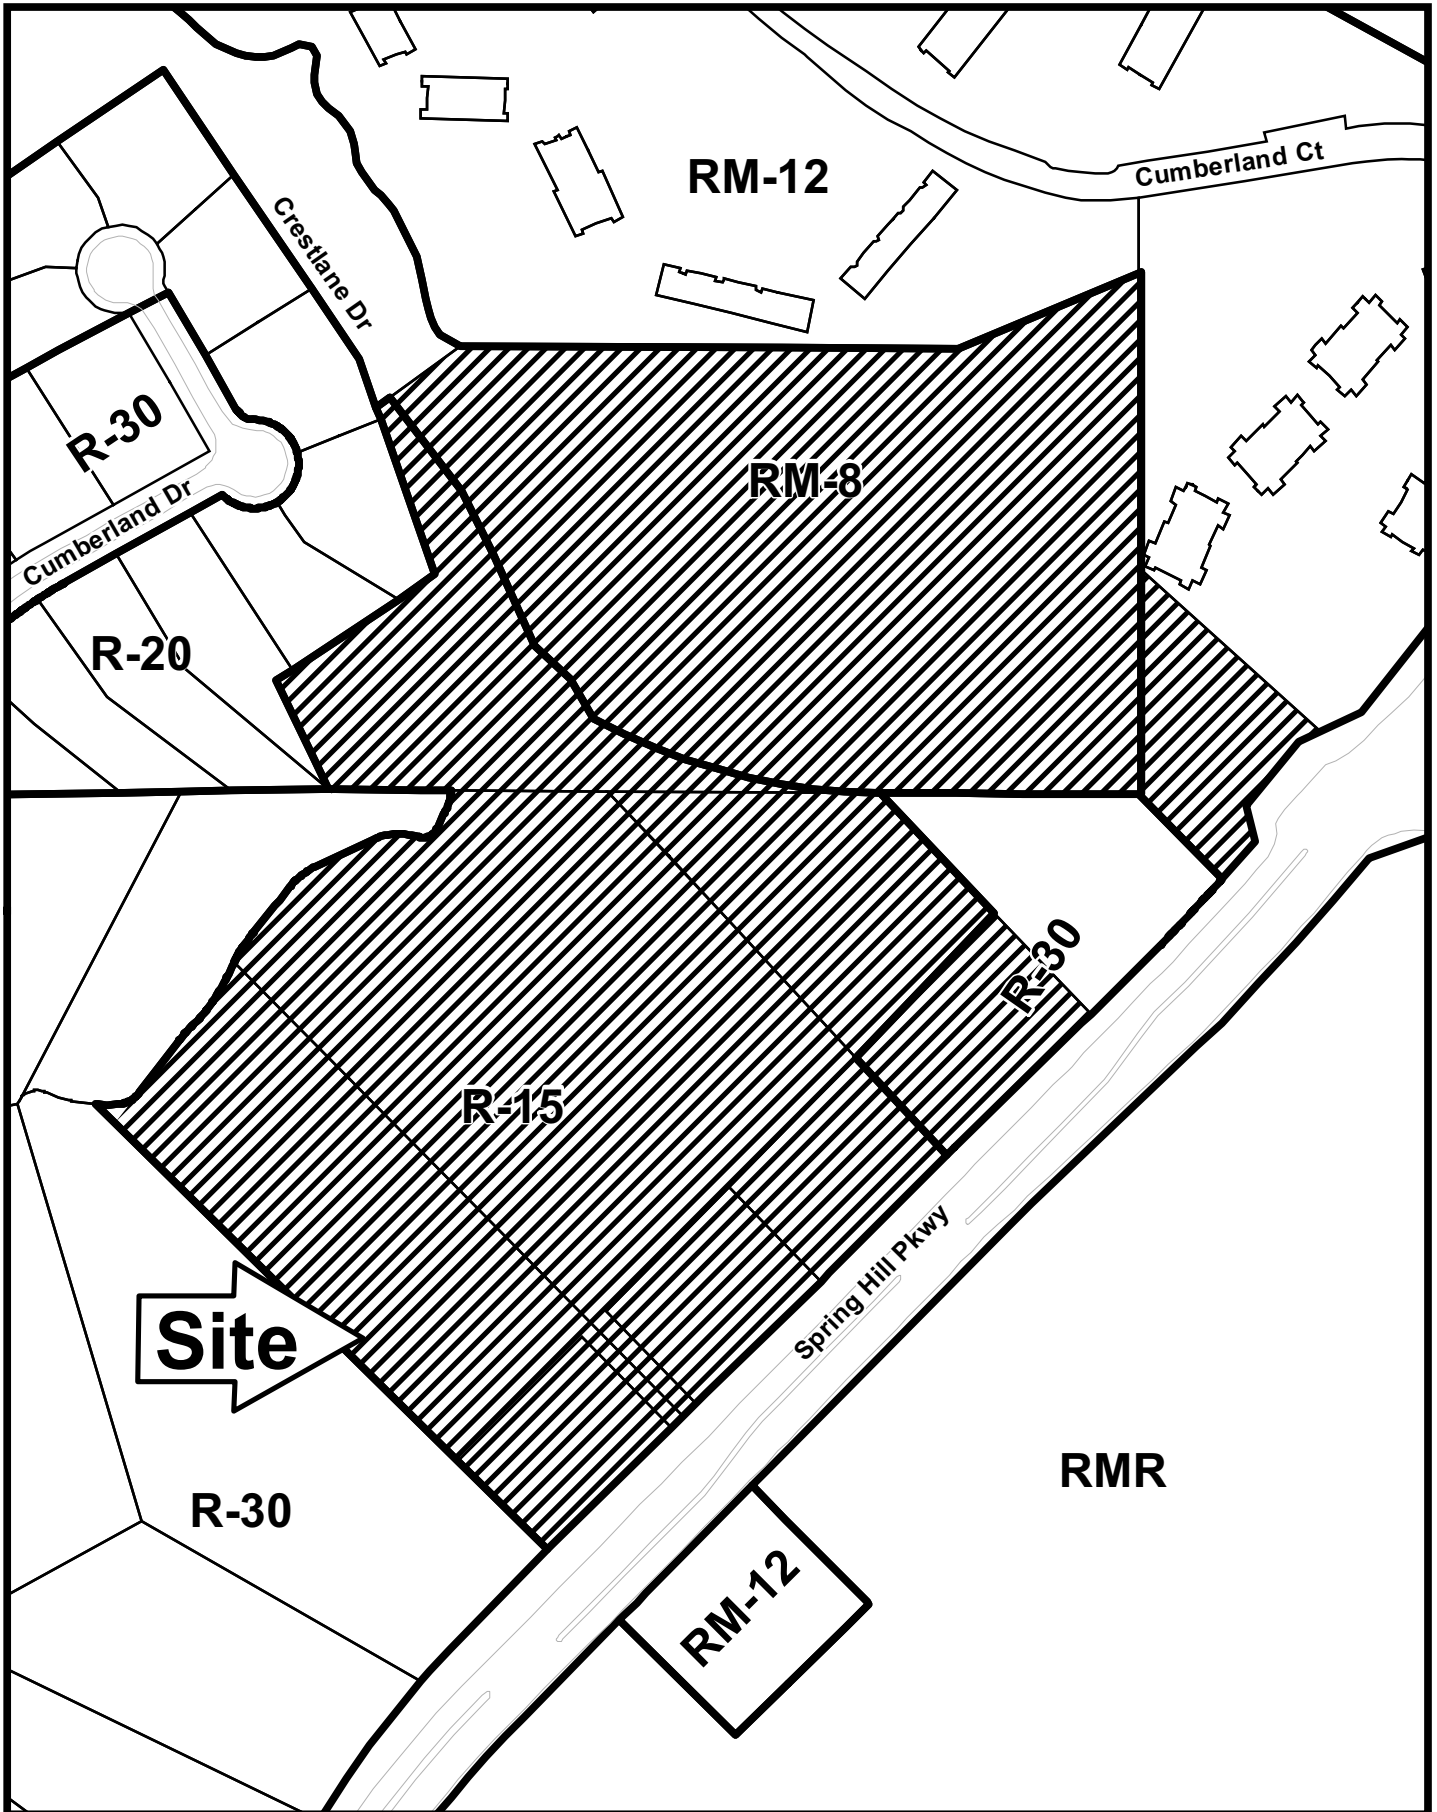 RM-12
Cumberland Ct
Crestlane Dr
R-30
RM-8
Cumberland Dr
R-20
R-30
R-15
Spring Hill Pkwy
Site
RMR
R-30
RM-12